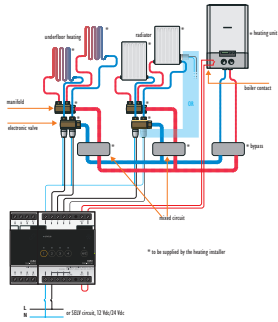 underfloor heating
radiator
= heating unit
*
*
*
*
manifold
OR
boiler contact
electronic valve
*
*
*
*
* bypass
mixed circuit
* to be supplied by the heating installer
L
N
or SELV circuit, 12 Vdc/24 Vdc